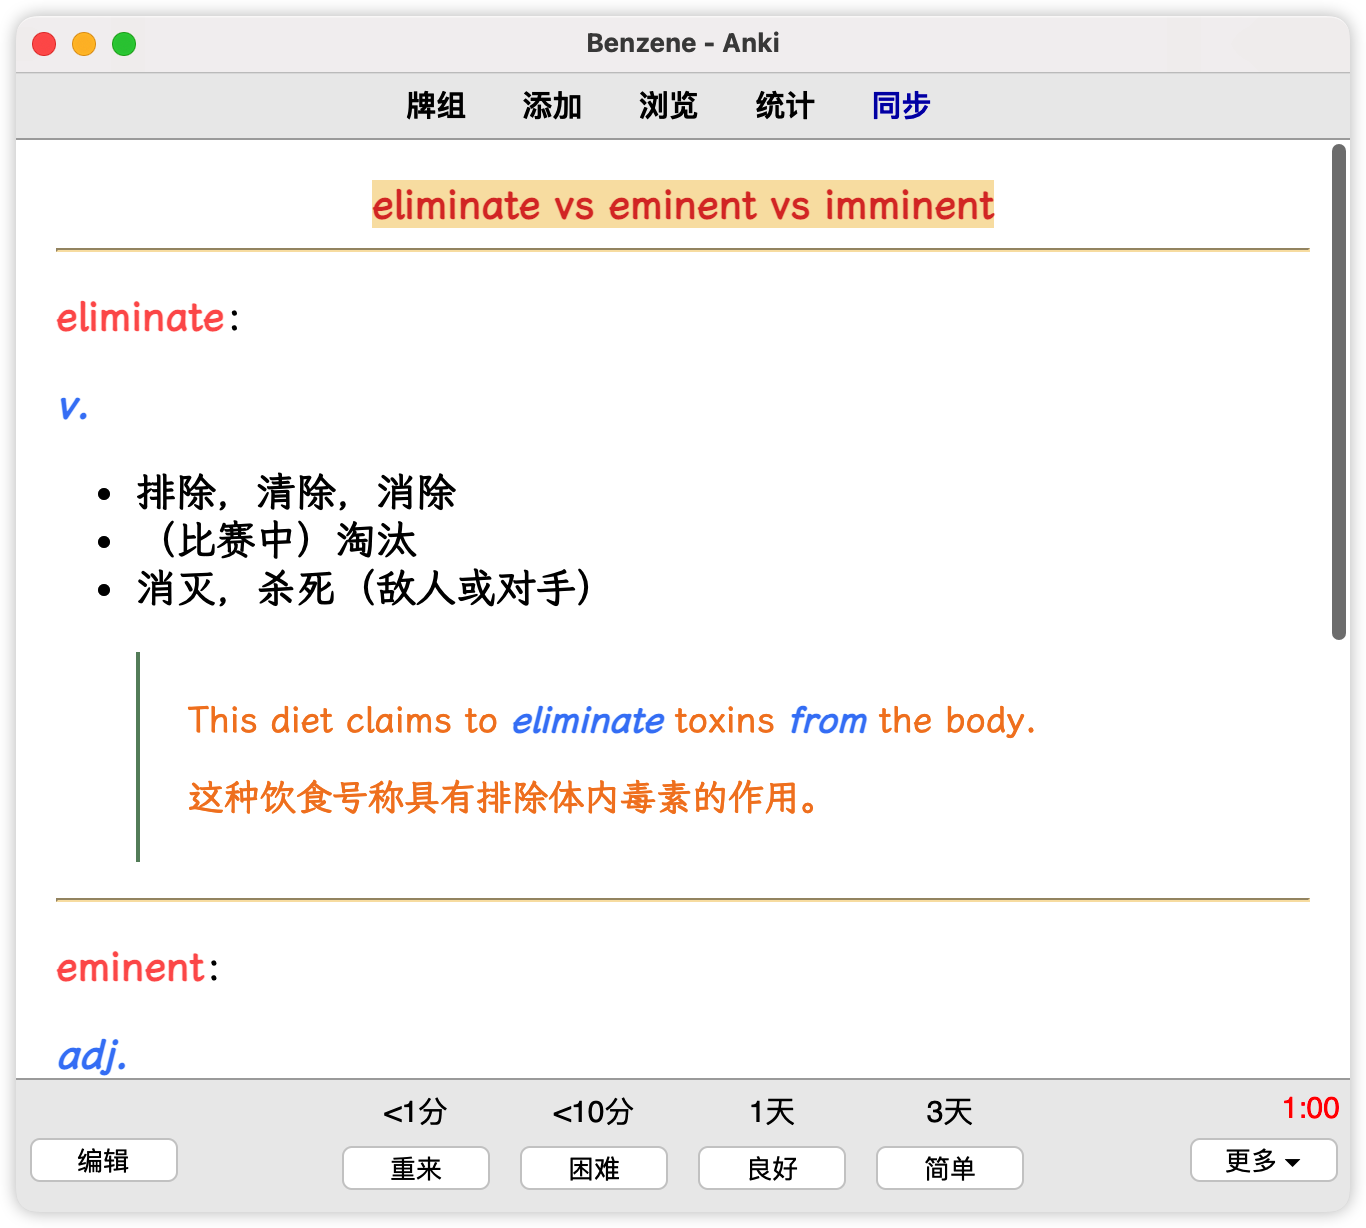 Benzene - Anki
牌组 添加 浏览 统计 同步
eliminate vs eminent vs imminent
eliminate:
v.
排除，清除，消除
（比赛中）淘汰
消灭，杀死（敌人或对手）
This diet claims to eliminate toxins from the body.
这种饮食号称具有排除体内毒素的作用。
eminent:
adj.
<1分 <10分 1天 3天 1:00
编辑 重来 困难 良好 简单 更多